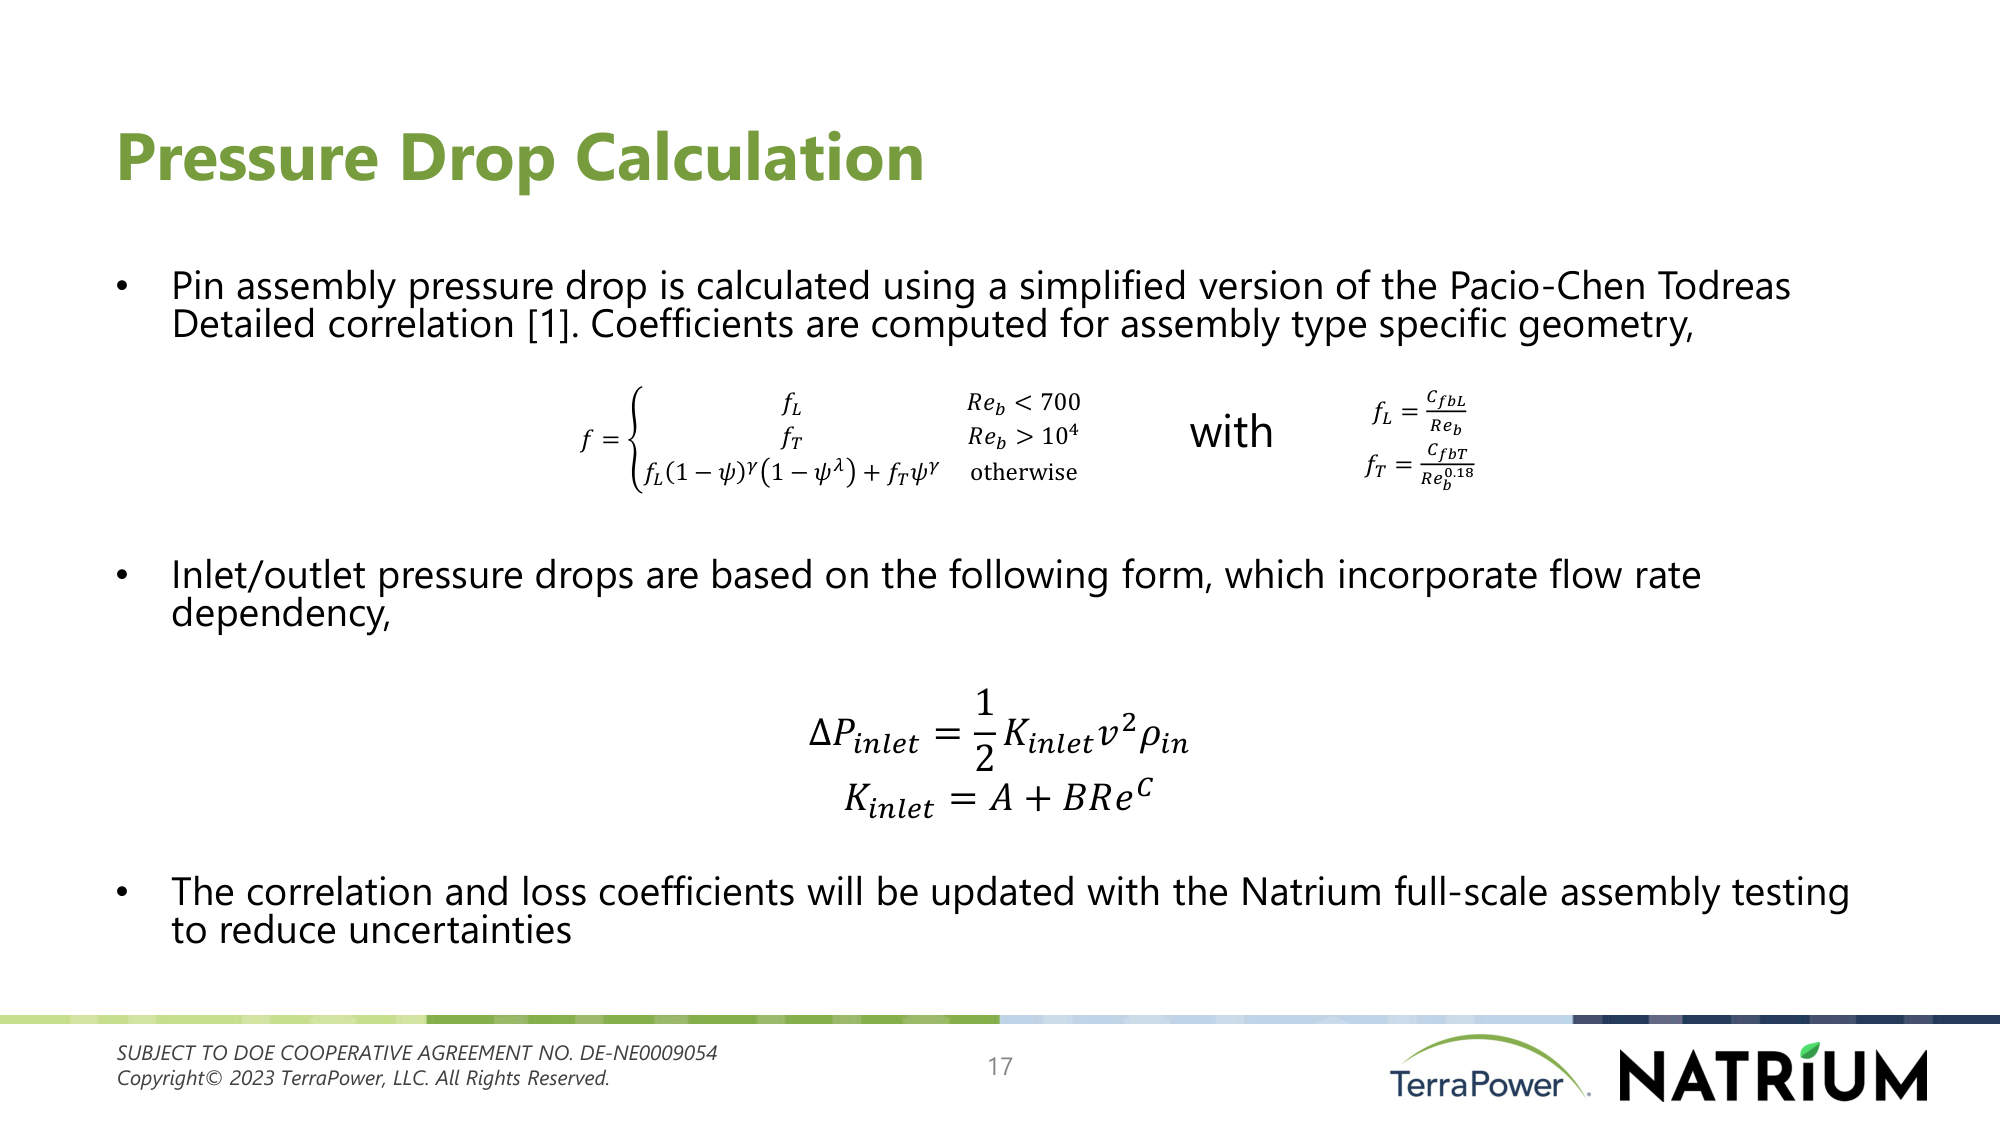 Pressure Drop Calculation
• Pin assembly pressure drop is calculated using a simplified version of the Pacio-Chen Todreas
Detailed correlation [1]. Coefficients are computed for assembly type specific geometry,
f = { f_L   Re_b < 700
f_T   Re_b > 10^4
f_L(1 − ψ)^γ(1 − ψ^λ) + f_Tψ^γ   otherwise
with
f_L = C_fbL / Re_b
f_T = C_fbT / Re_b^0.18
• Inlet/outlet pressure drops are based on the following form, which incorporate flow rate
dependency,
ΔP_inlet = 1/2 K_inlet v^2 ρ_in
K_inlet = A + BRe^C
• The correlation and loss coefficients will be updated with the Natrium full-scale assembly testing
to reduce uncertainties
SUBJECT TO DOE COOPERATIVE AGREEMENT NO. DE-NE0009054
Copyright© 2023 TerraPower, LLC. All Rights Reserved.
17
TerraPower.
NATRiUM